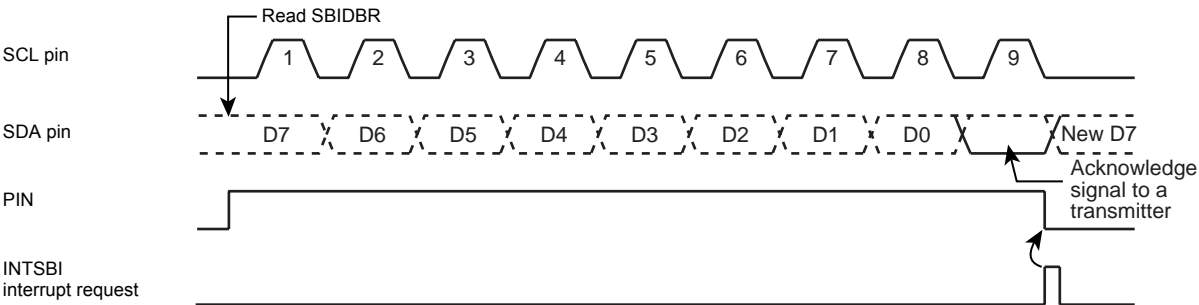 Read SBIDBR
SCL pin
1 2 3 4 5 6 7 8 9
SDA pin
D7 D6 D5 D4 D3 D2 D1 D0 New D7
Acknowledge
signal to a
transmitter
PIN
INTSBI
interrupt request